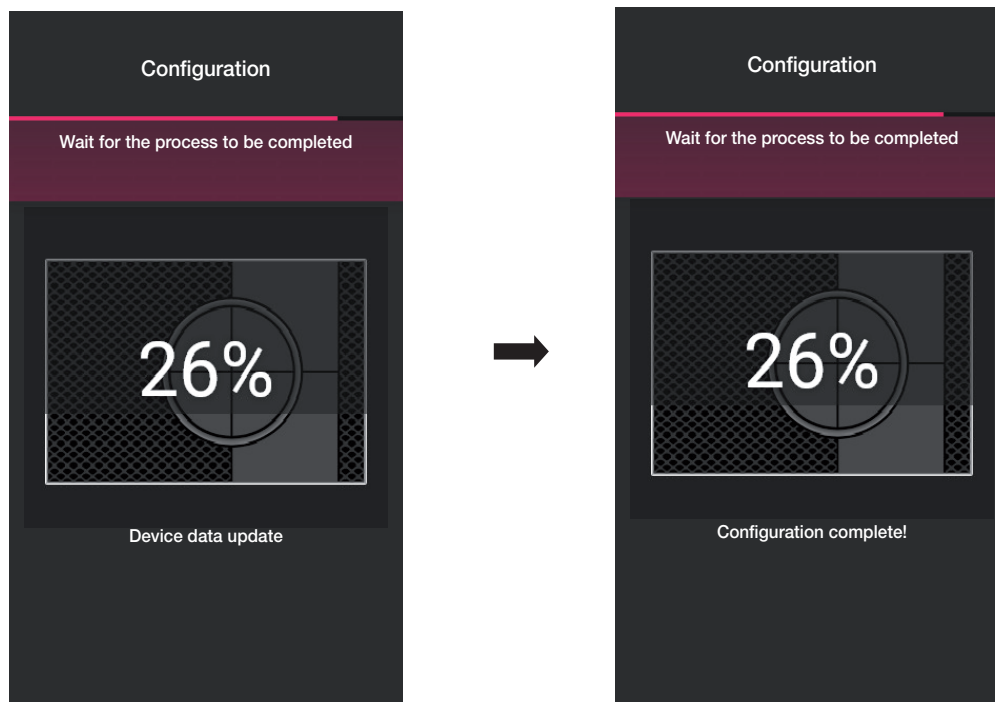 Configuration
Wait for the process to be completed
26%
Device data update
Configuration
Wait for the process to be completed
26%
Configuration complete!